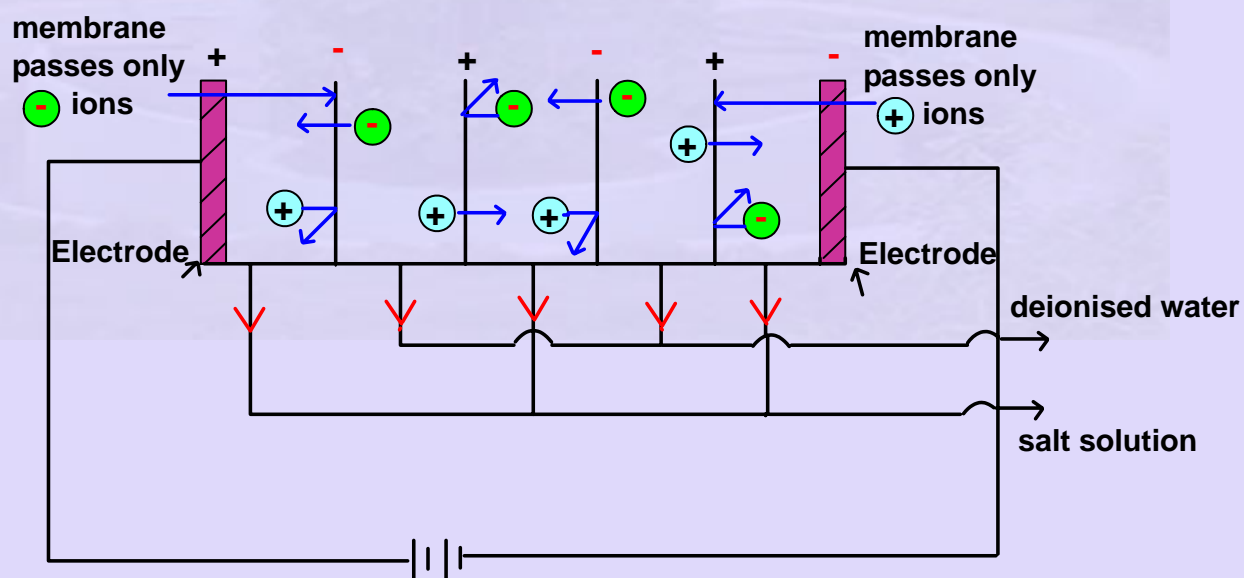 membrane
passes only
- ions
+
-
+
-
+
-
membrane
passes only
+ ions
-
-
-
+
+
+
+
-
Electrode
Electrode
deionised water
salt solution